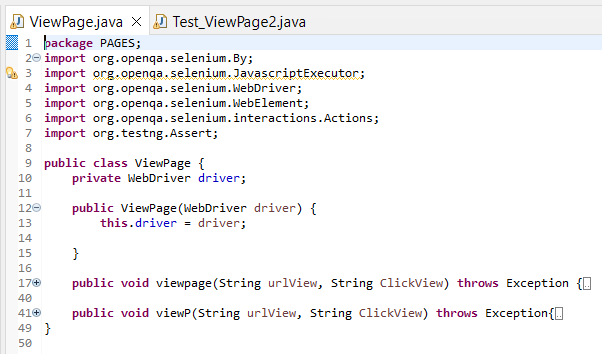 ViewPage.java Test_ViewPage2.java
1 package PAGES;
2 import org.openqa.selenium.By;
3 import org.openqa.selenium.JavascriptExecutor;
4 import org.openqa.selenium.WebDriver;
5 import org.openqa.selenium.WebElement;
6 import org.openqa.selenium.interactions.Actions;
7 import org.testng.Assert;
8
9 public class ViewPage {
10     private WebDriver driver;
11
12     public ViewPage(WebDriver driver) {
13         this.driver = driver;
14
15     }
16
17     public void viewpage(String urlView, String ClickView) throws Exception {
40
41     public void viewP(String urlView, String ClickView) throws Exception{
49 }
50